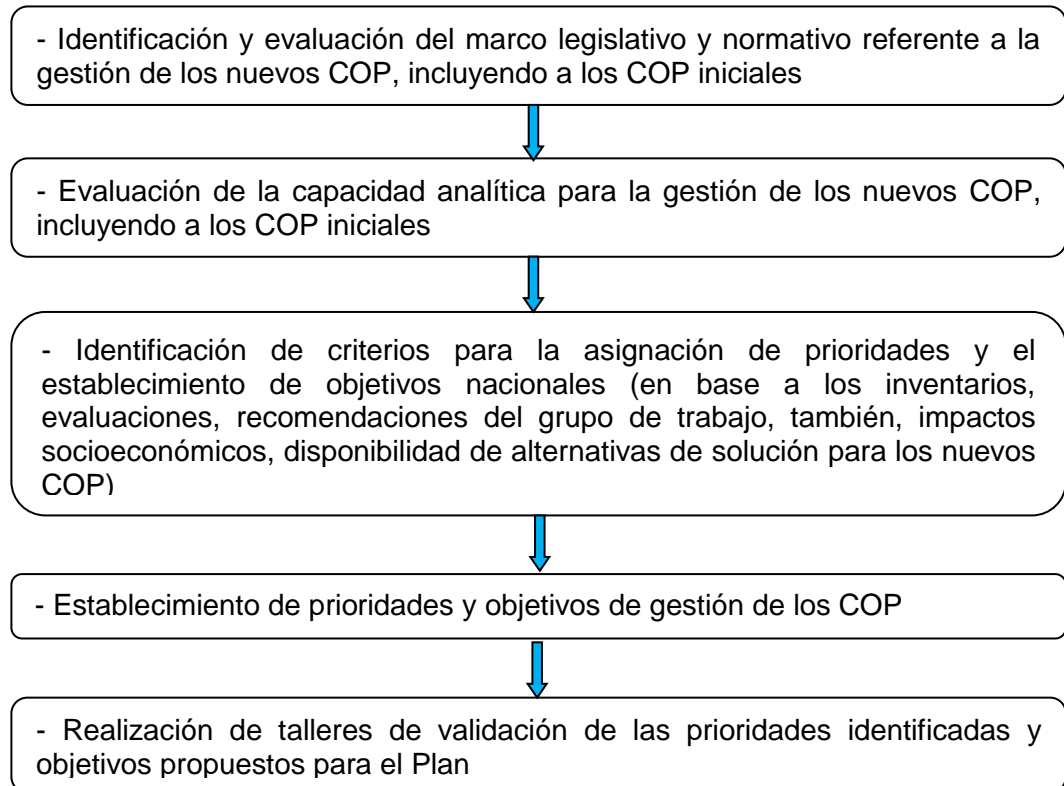 - Identificación y evaluación del marco legislativo y normativo referente a la
gestión de los nuevos COP, incluyendo a los COP iniciales
- Evaluación de la capacidad analítica para la gestión de los nuevos COP,
incluyendo a los COP iniciales
- Identificación de criterios para la asignación de prioridades y el
establecimiento de objetivos nacionales (en base a los inventarios,
evaluaciones, recomendaciones del grupo de trabajo, también, impactos
socioeconómicos, disponibilidad de alternativas de solución para los nuevos
COP)
- Establecimiento de prioridades y objetivos de gestión de los COP
- Realización de talleres de validación de las prioridades identificadas y
objetivos propuestos para el Plan